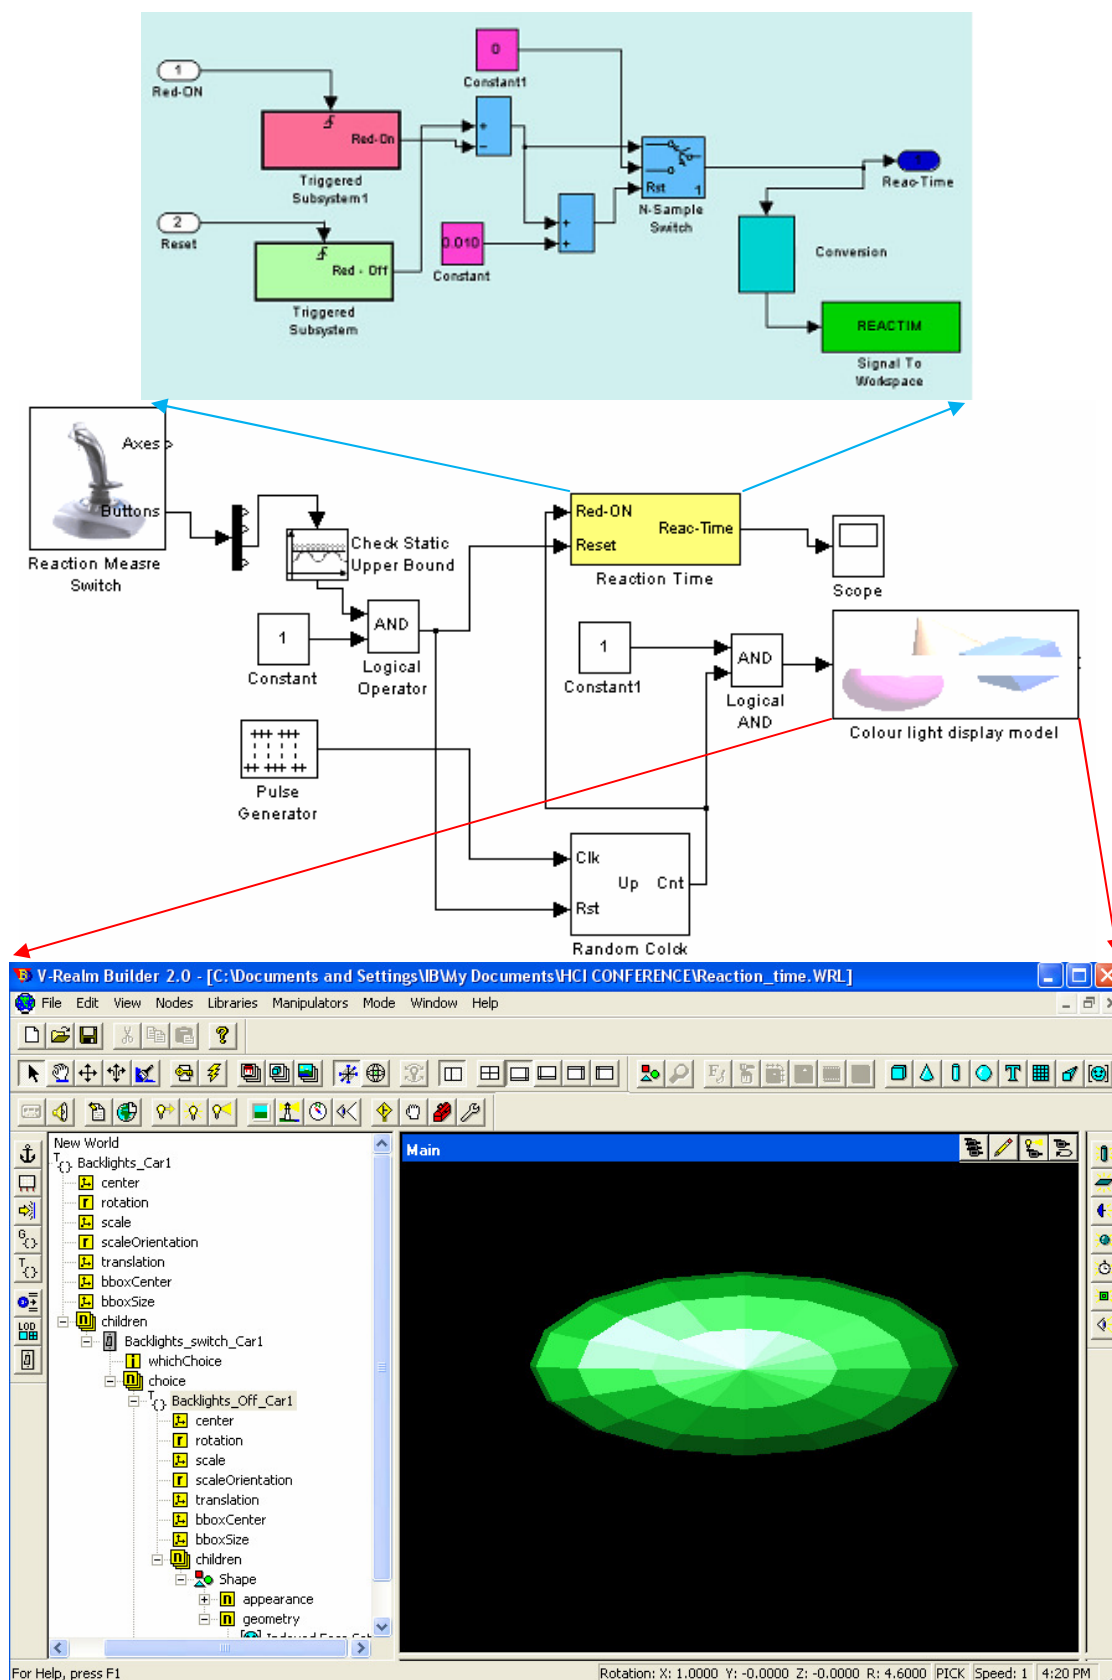 0
Constant1
1
Red-ON
Red-On
Triggered
Subsystem1
+
−
2
Reset
Red - Off
Triggered
Subsystem
0.010
Constant
+
+
Rst 1
N-Sample
Switch
1
Reac-Time
Conversion
REACTIM
Signal To
Workspace
Axes
Buttons
Reaction Measre
Switch
Check Static
Upper Bound
1
Constant
AND
Logical
Operator
Red-ON
Reset
Reac-Time
Reaction Time
Scope
1
Constant1
AND
Logical
AND
Colour light display model
Pulse
Generator
Clk
Up Cnt
Rst
Random Colck
V-Realm Builder 2.0 - [C:\Documents and Settings\IB\My Documents\HCI CONFERENCE\Reaction_time.WRL]
File Edit View Nodes Libraries Manipulators Mode Window Help
New World
Backlights_Car1
center
rotation
scale
scaleOrientation
translation
bboxCenter
bboxSize
children
Backlights_switch_Car1
whichChoice
choice
Backlights_Off_Car1
center
rotation
scale
scaleOrientation
translation
bboxCenter
bboxSize
children
Shape
appearance
geometry
Main
For Help, press F1
Rotation: X: 1.0000 Y: -0.0000 Z: -0.0000 R: 4.6000 PICK Speed: 1 4:20 PM